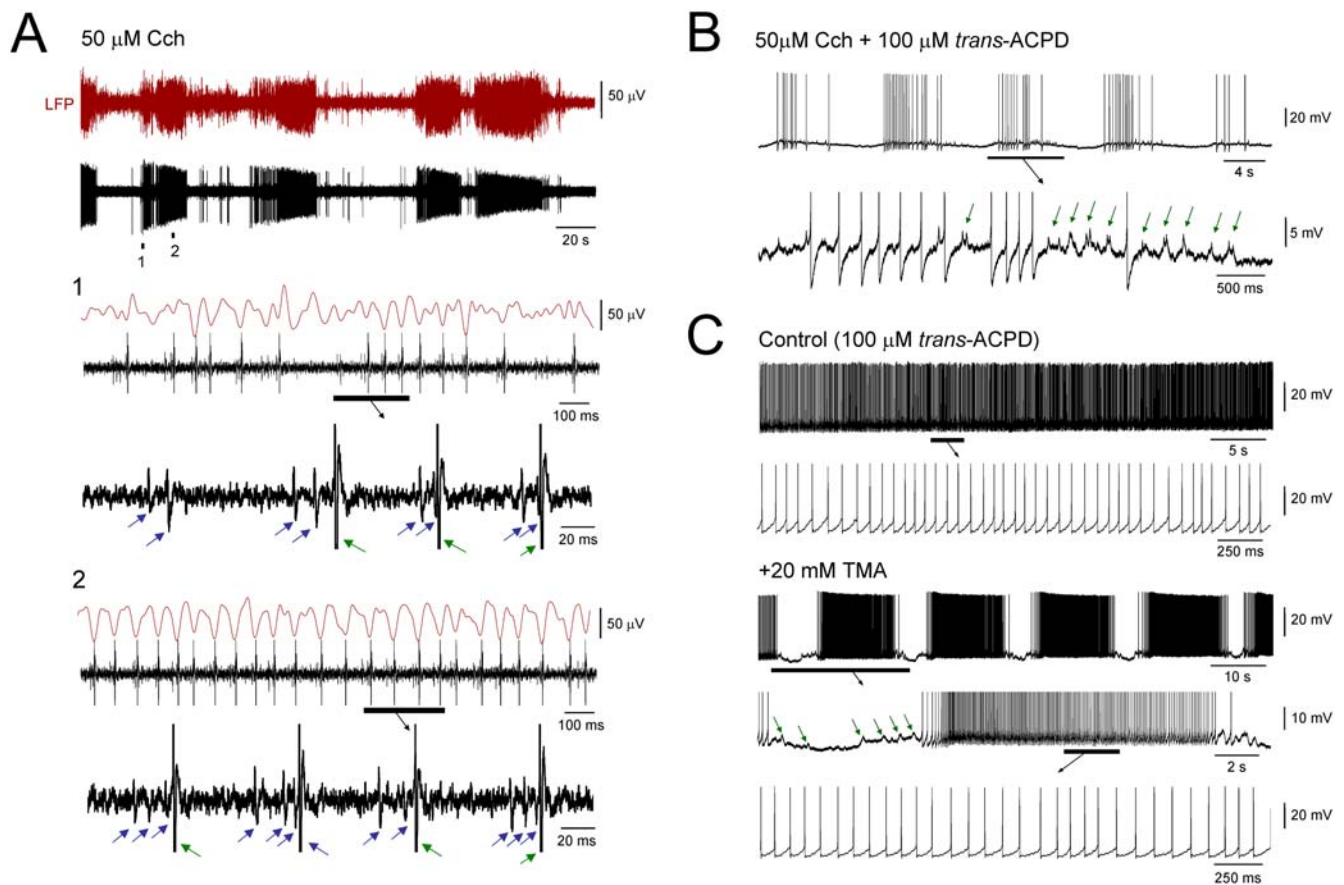 A
50 μM Cch
LFP
50 μV
20 s
1
2
1
50 μV
100 ms
20 ms
2
50 μV
100 ms
20 ms
B
50μM Cch + 100 μM trans-ACPD
20 mV
4 s
5 mV
500 ms
C
Control (100 μM trans-ACPD)
20 mV
5 s
20 mV
250 ms
+20 mM TMA
20 mV
10 s
10 mV
2 s
20 mV
250 ms